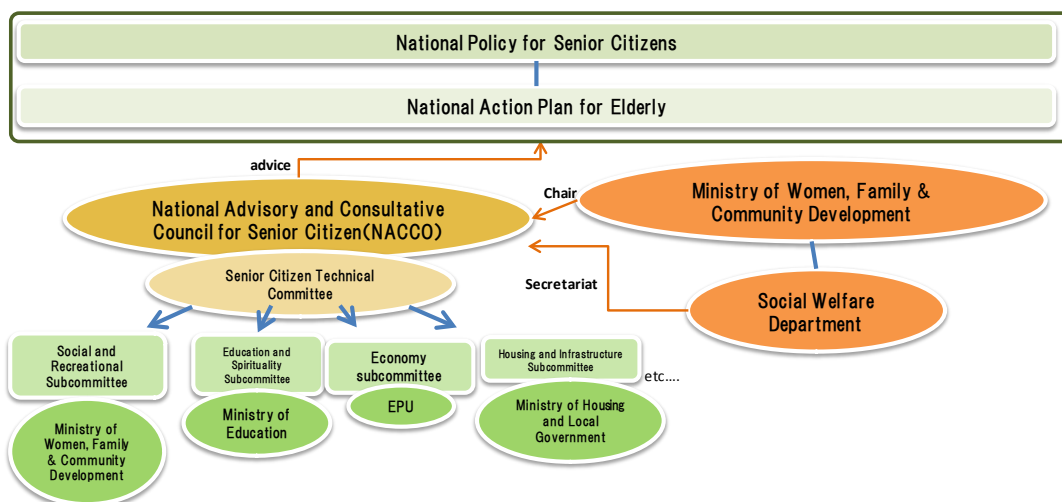 National Policy for Senior Citizens
National Action Plan for Elderly
advice
National Advisory and Consultative
Council for Senior Citizen(NACCO)
Chair
Ministry of Women, Family &
Community Development
Senior Citizen Technical
Committee
Secretariat
Social Welfare
Department
Social and
Recreational
Subcommittee
Education and
Spirituality
Subcommittee
Economy
subcommittee
Housing and Infrastructure
Subcommittee
etc....
Ministry of
Women, Family
& Community
Development
Ministry of
Education
EPU
Ministry of Housing
and Local
Government